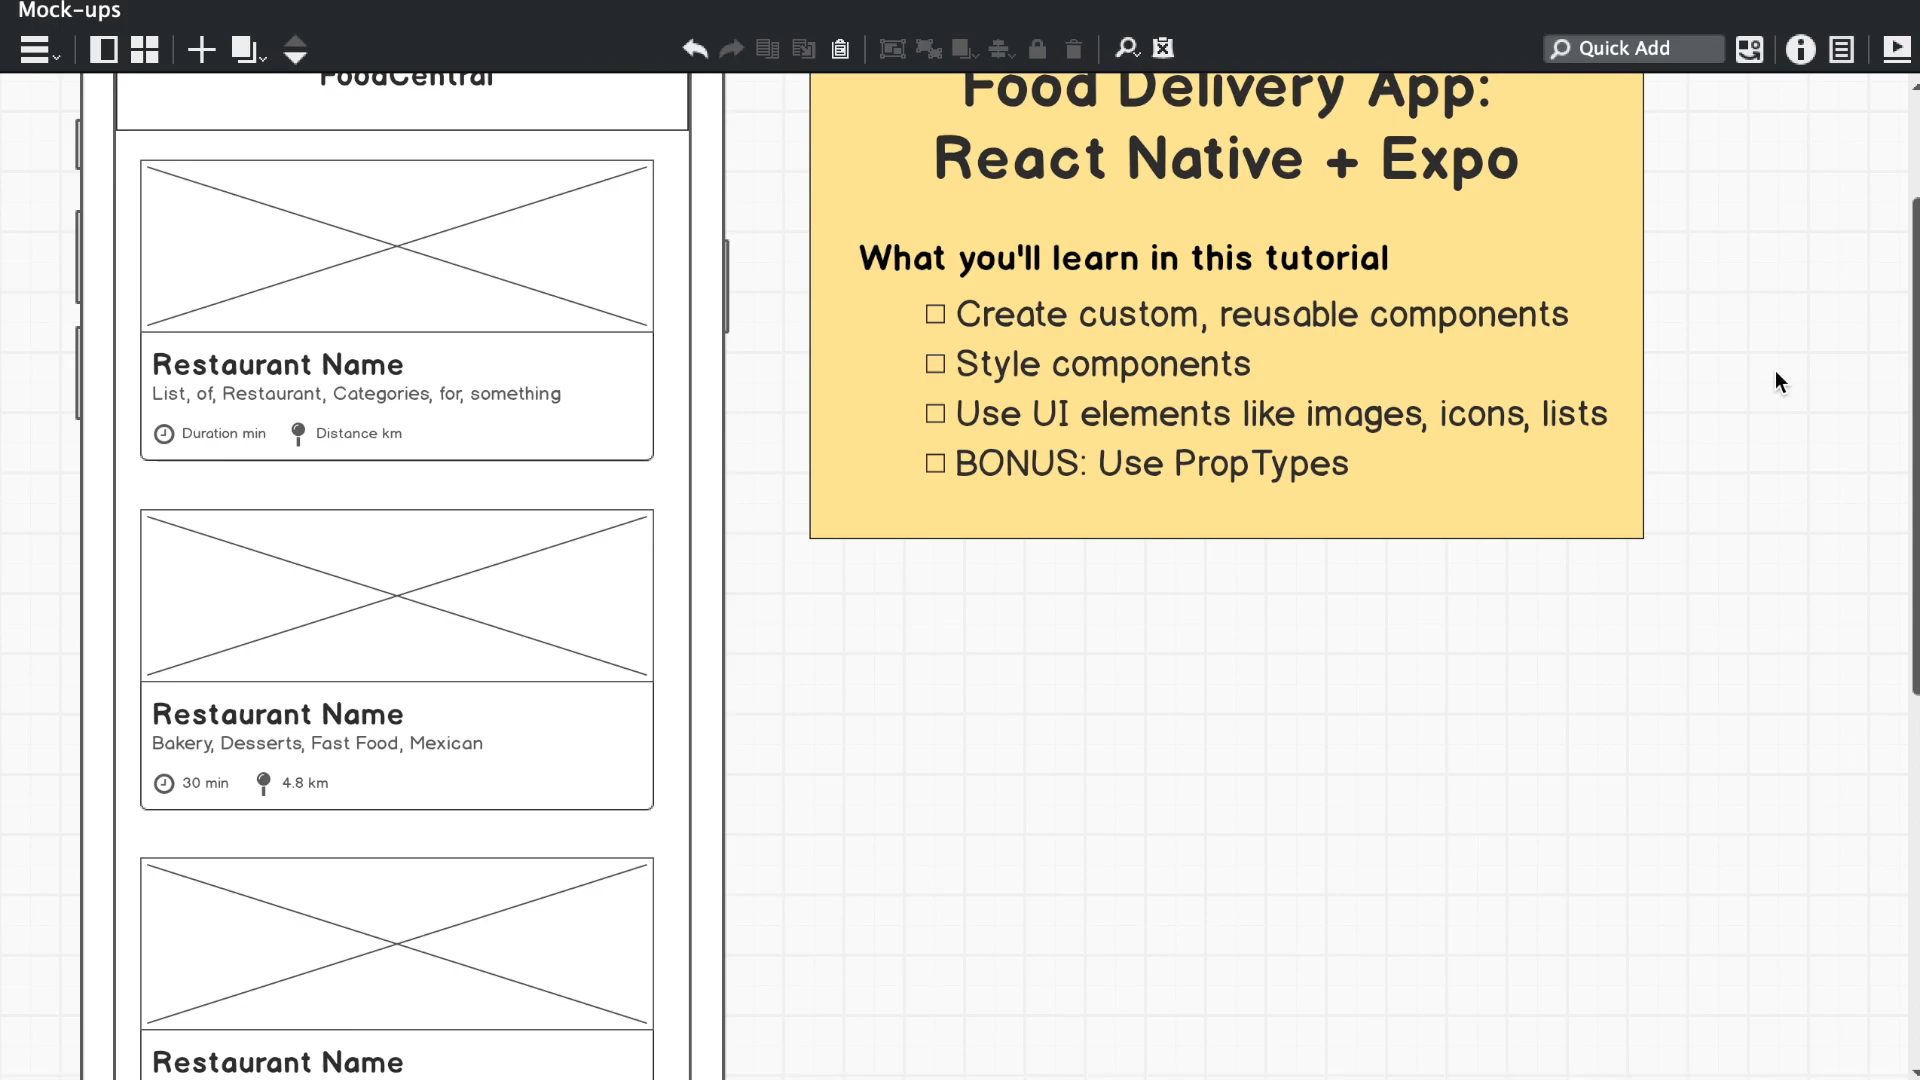 Mock-ups
Quick Add
FoodCentral
Restaurant Name
List, of, Restaurant, Categories, for, something
Duration min Distance km
Restaurant Name
Bakery, Desserts, Fast Food, Mexican
30 min 4.8 km
Restaurant Name
Food Delivery App:
React Native + Expo
What you'll learn in this tutorial
Create custom, reusable components
Style components
Use UI elements like images, icons, lists
BONUS: Use PropTypes